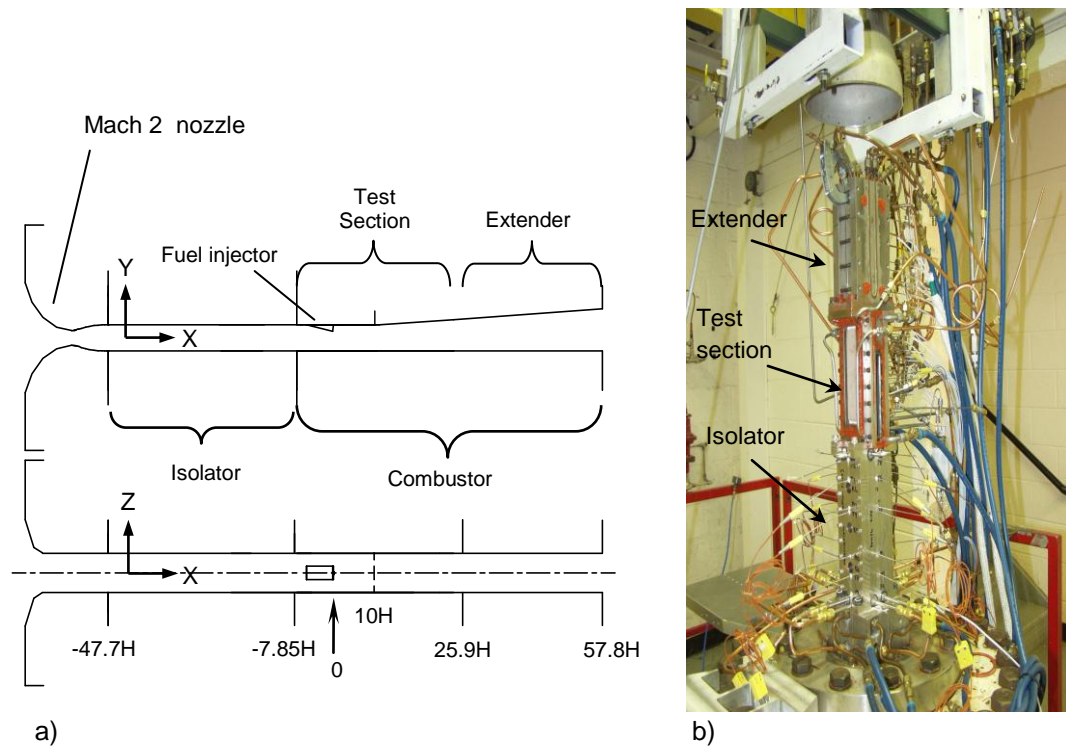 Mach 2 nozzle
Test
Section
Extender
Fuel injector
Y
X
Isolator
Combustor
Z
X
10H
-47.7H
-7.85H
0
25.9H
57.8H
a)
Extender
Test
section
Isolator
b)